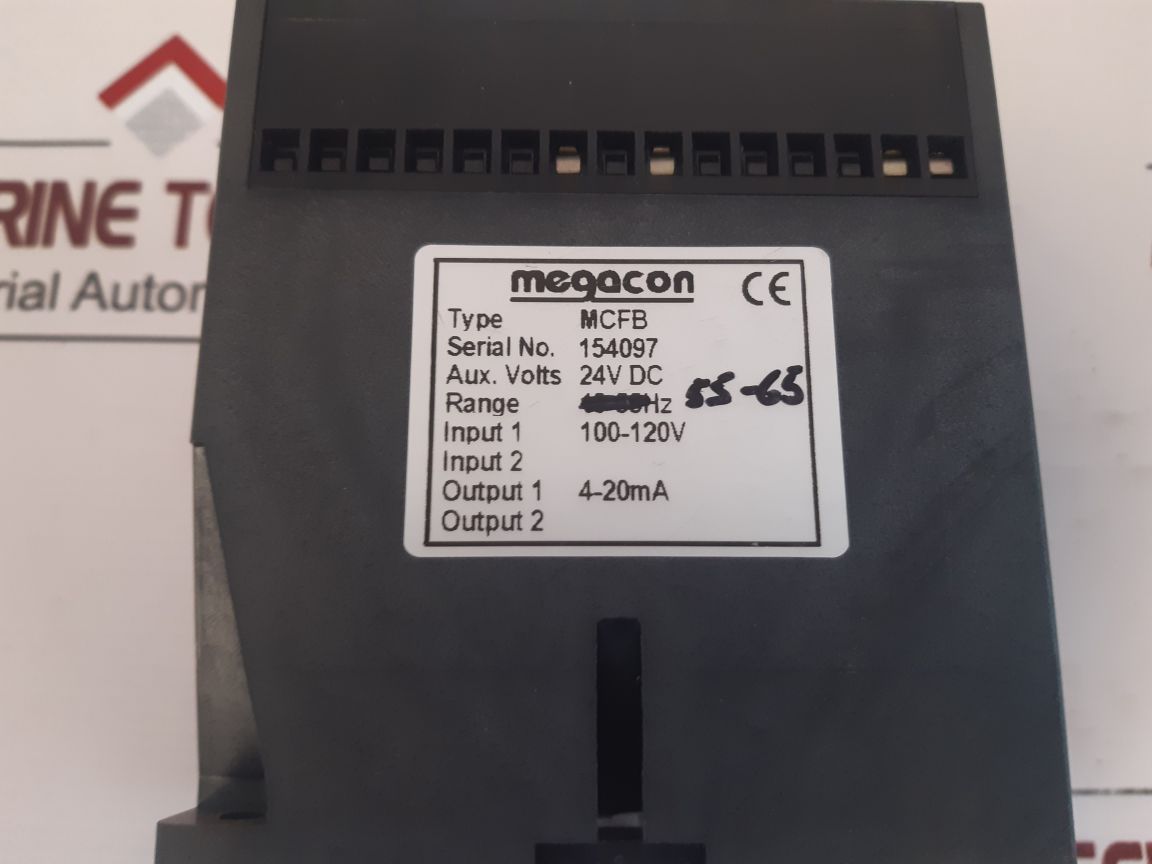 RINE T
rial Autor
megacon CE
Type MCFB
Serial No. 154097
Aux. Volts 24V DC
Range Hz 55-65
Input 1 100-120V
Input 2
Output 1 4-20mA
Output 2